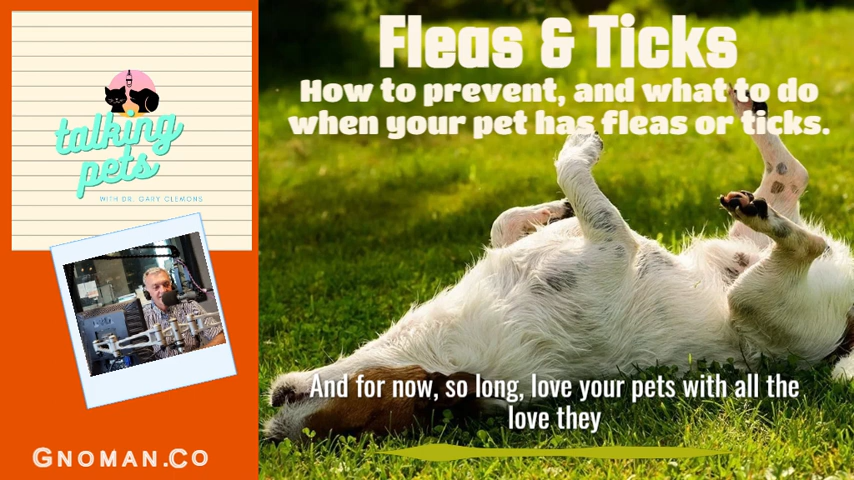 talking
pets
WITH DR. GARY CLEMONS
GNOMAN.CO
Fleas & Ticks
How to prevent, and what to do
when your pet has fleas or ticks.
And for now, so long, love your pets with all the
love they